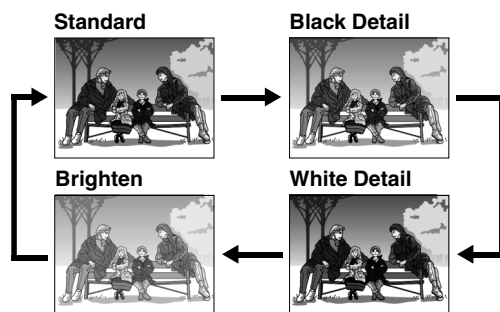 Standard
Black Detail
Brighten
White Detail